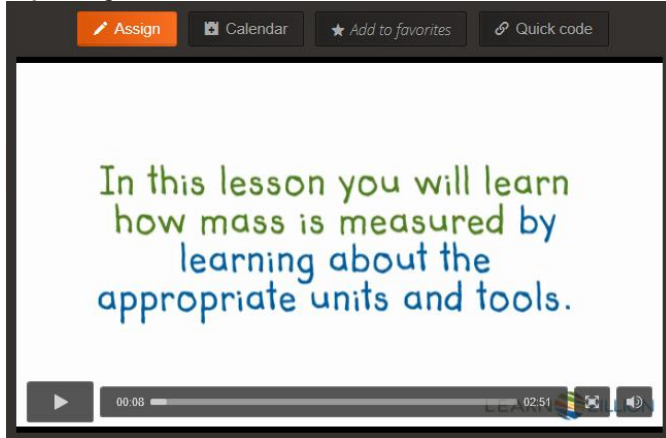 Assign Calendar Add to favorites Quick code
In this lesson you will learn
how mass is measured by
learning about the
appropriate units and tools.
00:08 02:51
LEARN